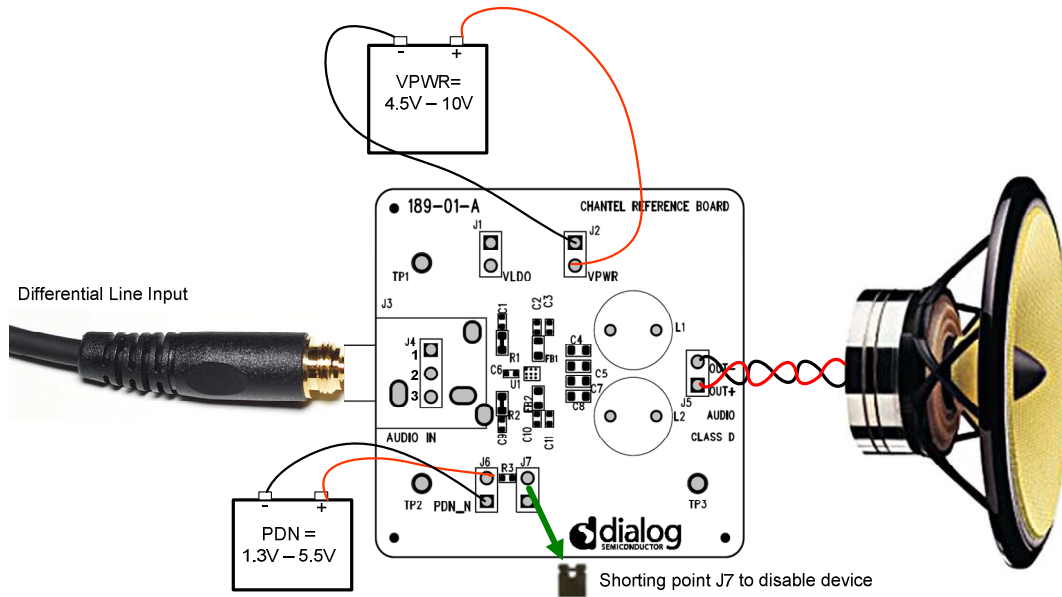 - +
VPWR=
4.5V – 10V
189-01-A
CHANTEL REFERENCE BOARD
J1
J2
TP1
VLDO
VPWR
Differential Line Input
J3
C1
C2
C3
L1
J4
1
2
3
R1
FB1
C4
C6
U1
C5
C7
C8
OUT-
OUT+
J5
R2
FB2
L2
AUDIO
C9
C10
C11
CLASS D
AUDIO IN
J6
R3
J7
TP2
PDN_N
TP3
- +
PDN =
1.3V – 5.5V
dialog
SEMICONDUCTOR
Shorting point J7 to disable device